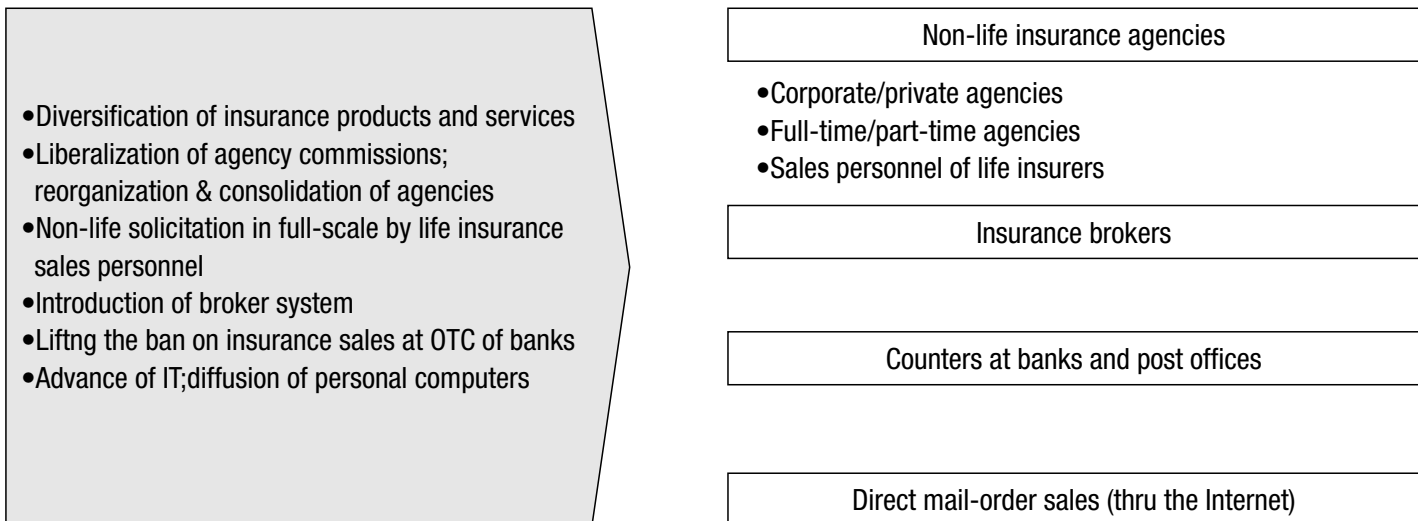 •Diversification of insurance products and services
•Liberalization of agency commissions;
reorganization & consolidation of agencies
•Non-life solicitation in full-scale by life insurance
sales personnel
•Introduction of broker system
•Liftng the ban on insurance sales at OTC of banks
•Advance of IT;diffusion of personal computers
Non-life insurance agencies
•Corporate/private agencies
•Full-time/part-time agencies
•Sales personnel of life insurers
Insurance brokers
Counters at banks and post offices
Direct mail-order sales (thru the Internet)